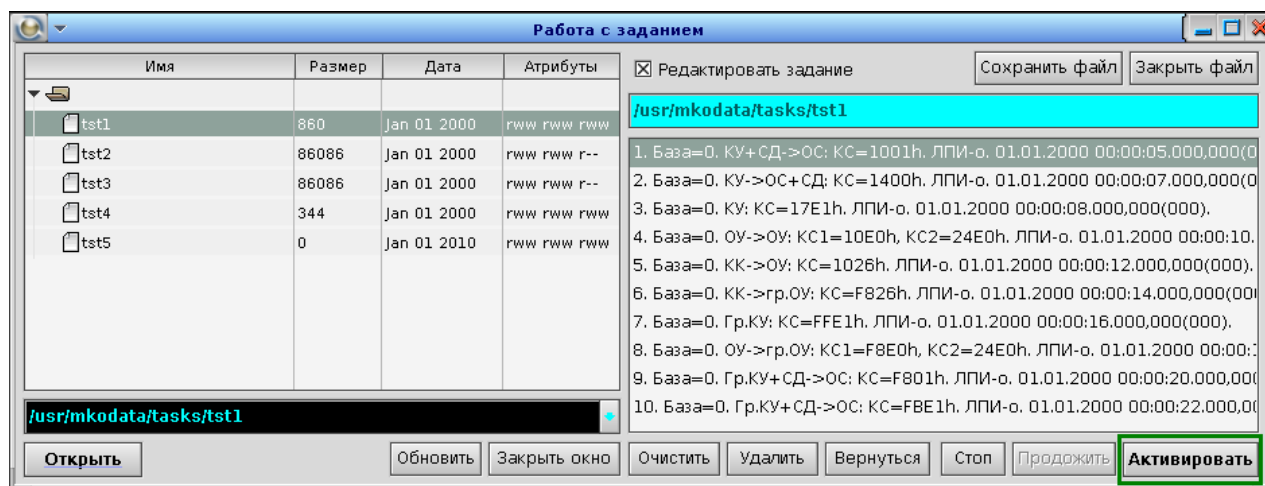 Работа с заданием
Имя Размер Дата Атрибуты
tst1 860 Jan 01 2000 rww rww rww
tst2 86086 Jan 01 2000 rww rww r--
tst3 86086 Jan 01 2000 rww rww r--
tst4 344 Jan 01 2000 rww rww rww
tst5 0 Jan 01 2010 rww rww rww
/usr/mkodata/tasks/tst1
Открыть Обновить Закрыть окно
Редактировать задание Сохранить файл Закрыть файл
/usr/mkodata/tasks/tst1
1. База=0. КУ+СД->ОС: КС=1001h. ЛПИ-о. 01.01.2000 00:00:05.000,000(0
2. База=0. КУ->ОС+СД: КС=1400h. ЛПИ-о. 01.01.2000 00:00:07.000,000(0
3. База=0. КУ: КС=17E1h. ЛПИ-о. 01.01.2000 00:00:08.000,000(000).
4. База=0. ОУ->ОУ: КС1=10E0h, КС2=24E0h. ЛПИ-о. 01.01.2000 00:00:10.
5. База=0. КК->ОУ: КС=1026h. ЛПИ-о. 01.01.2000 00:00:12.000,000(000).
6. База=0. КК->гр.ОУ: КС=F826h. ЛПИ-о. 01.01.2000 00:00:14.000,000(00
7. База=0. Гр.КУ: КС=FFE1h. ЛПИ-о. 01.01.2000 00:00:16.000,000(000).
8. База=0. ОУ->гр.ОУ: КС1=F8E0h, КС2=24E0h. ЛПИ-о. 01.01.2000 00:00:
9. База=0. Гр.КУ+СД->ОС: КС=F801h. ЛПИ-о. 01.01.2000 00:00:20.000,00
10. База=0. Гр.КУ+СД->ОС: КС=FBE1h. ЛПИ-о. 01.01.2000 00:00:22.000,0
Очистить Удалить Вернуться Стоп Продолжить Активировать